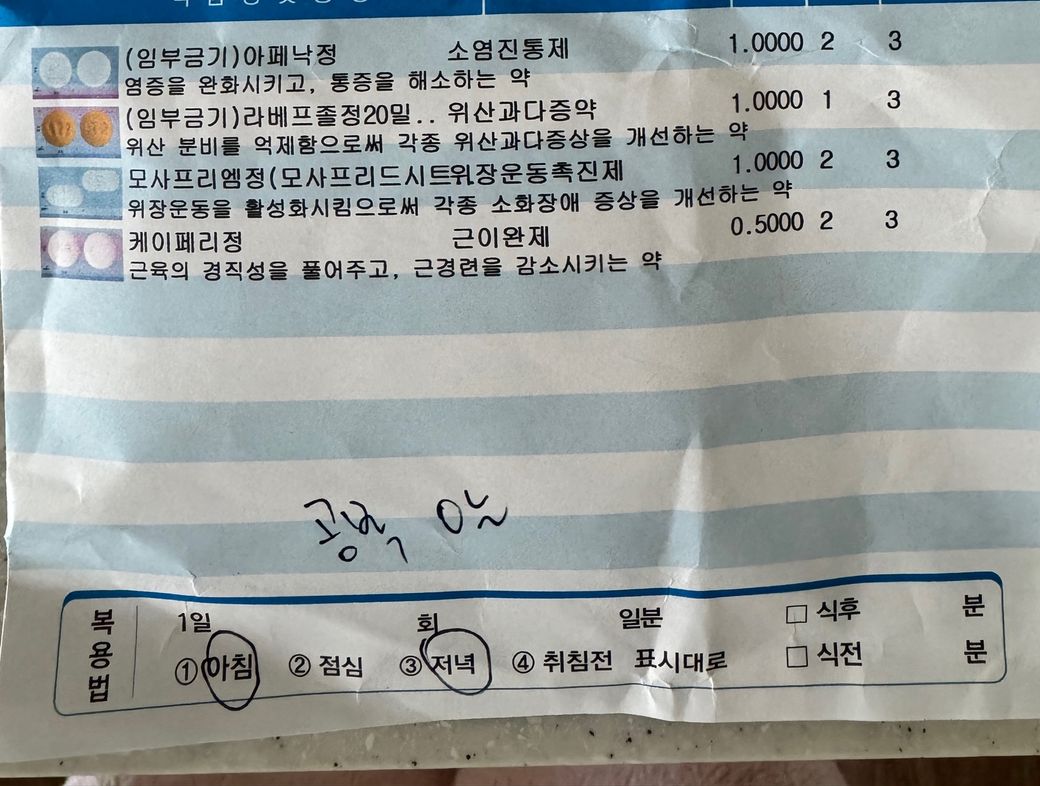 (임부금기)아페낙정 소염진통제 1.0000 2 3
염증을 완화시키고, 통증을 해소하는 약
(임부금기)라베프졸정20밀.. 위산과다증약 1.0000 1 3
위산 분비를 억제함으로써 각종 위산과다증상을 개선하는 약
모사프리엠정(모사프리드시트.. 위장운동촉진제 1.0000 2 3
위장운동을 활성화시킴으로써 각종 소화장애 증상을 개선하는 약
케이페리정 근이완제 0.5000 2 3
근육의 경직성을 풀어주고, 근경련을 감소시키는 약
공복
복용법
1일 회 일분 □ 식후 분
① 아침 ② 점심 ③ 저녁 ④ 취침전 표시대로 □ 식전 분